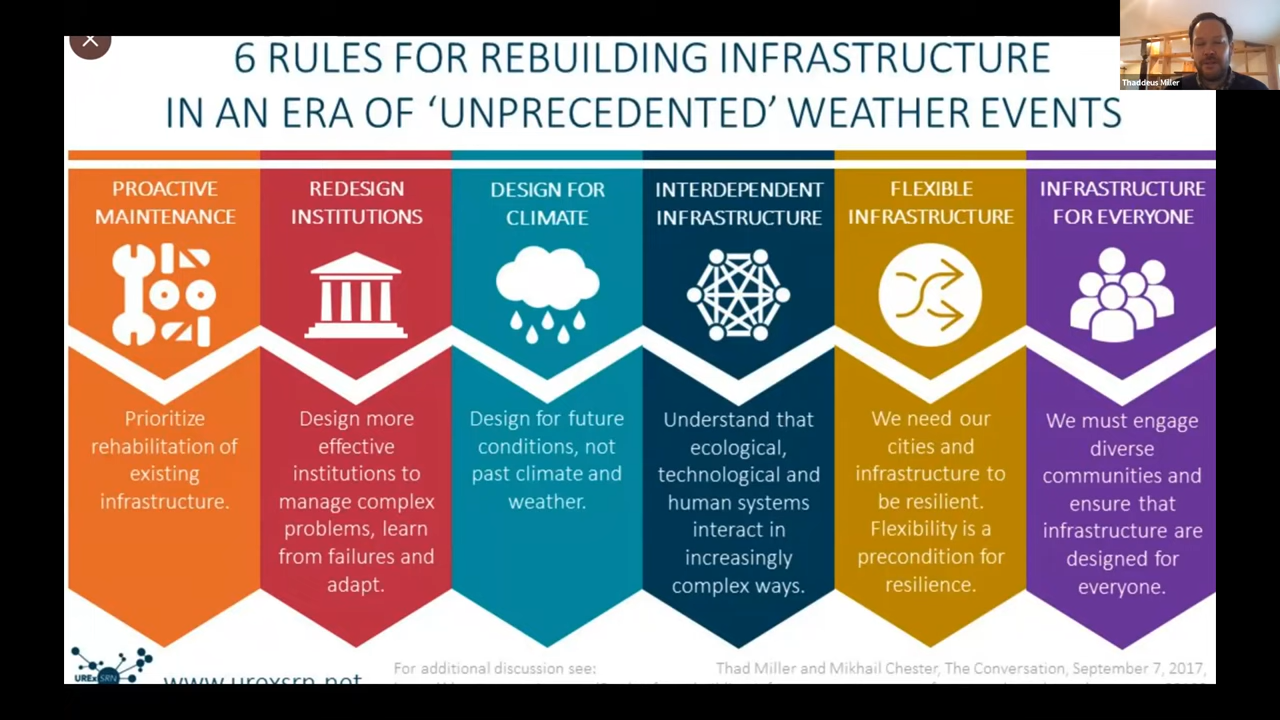 Thaddeus Miller
6 RULES FOR REBUILDING INFRASTRUCTURE
IN AN ERA OF ‘UNPRECEDENTED’ WEATHER EVENTS
PROACTIVE
MAINTENANCE
Prioritize
rehabilitation of
existing
infrastructure.
REDESIGN
INSTITUTIONS
Design more
effective
institutions to
manage complex
problems, learn
from failures and
adapt.
DESIGN FOR
CLIMATE
Design for future
conditions, not
past climate and
weather.
INTERDEPENDENT
INFRASTRUCTURE
Understand that
ecological,
technological and
human systems
interact in
increasingly
complex ways.
FLEXIBLE
INFRASTRUCTURE
We need our
cities and
infrastructure to
be resilient.
Flexibility is a
precondition for
resilience.
INFRASTRUCTURE
FOR EVERYONE
We must engage
diverse
communities and
ensure that
infrastructure are
designed for
everyone.
UREx SRN
www.urexsrn.net
For additional discussion see:
Thad Miller and Mikhail Chester, The Conversation, September 7, 2017,